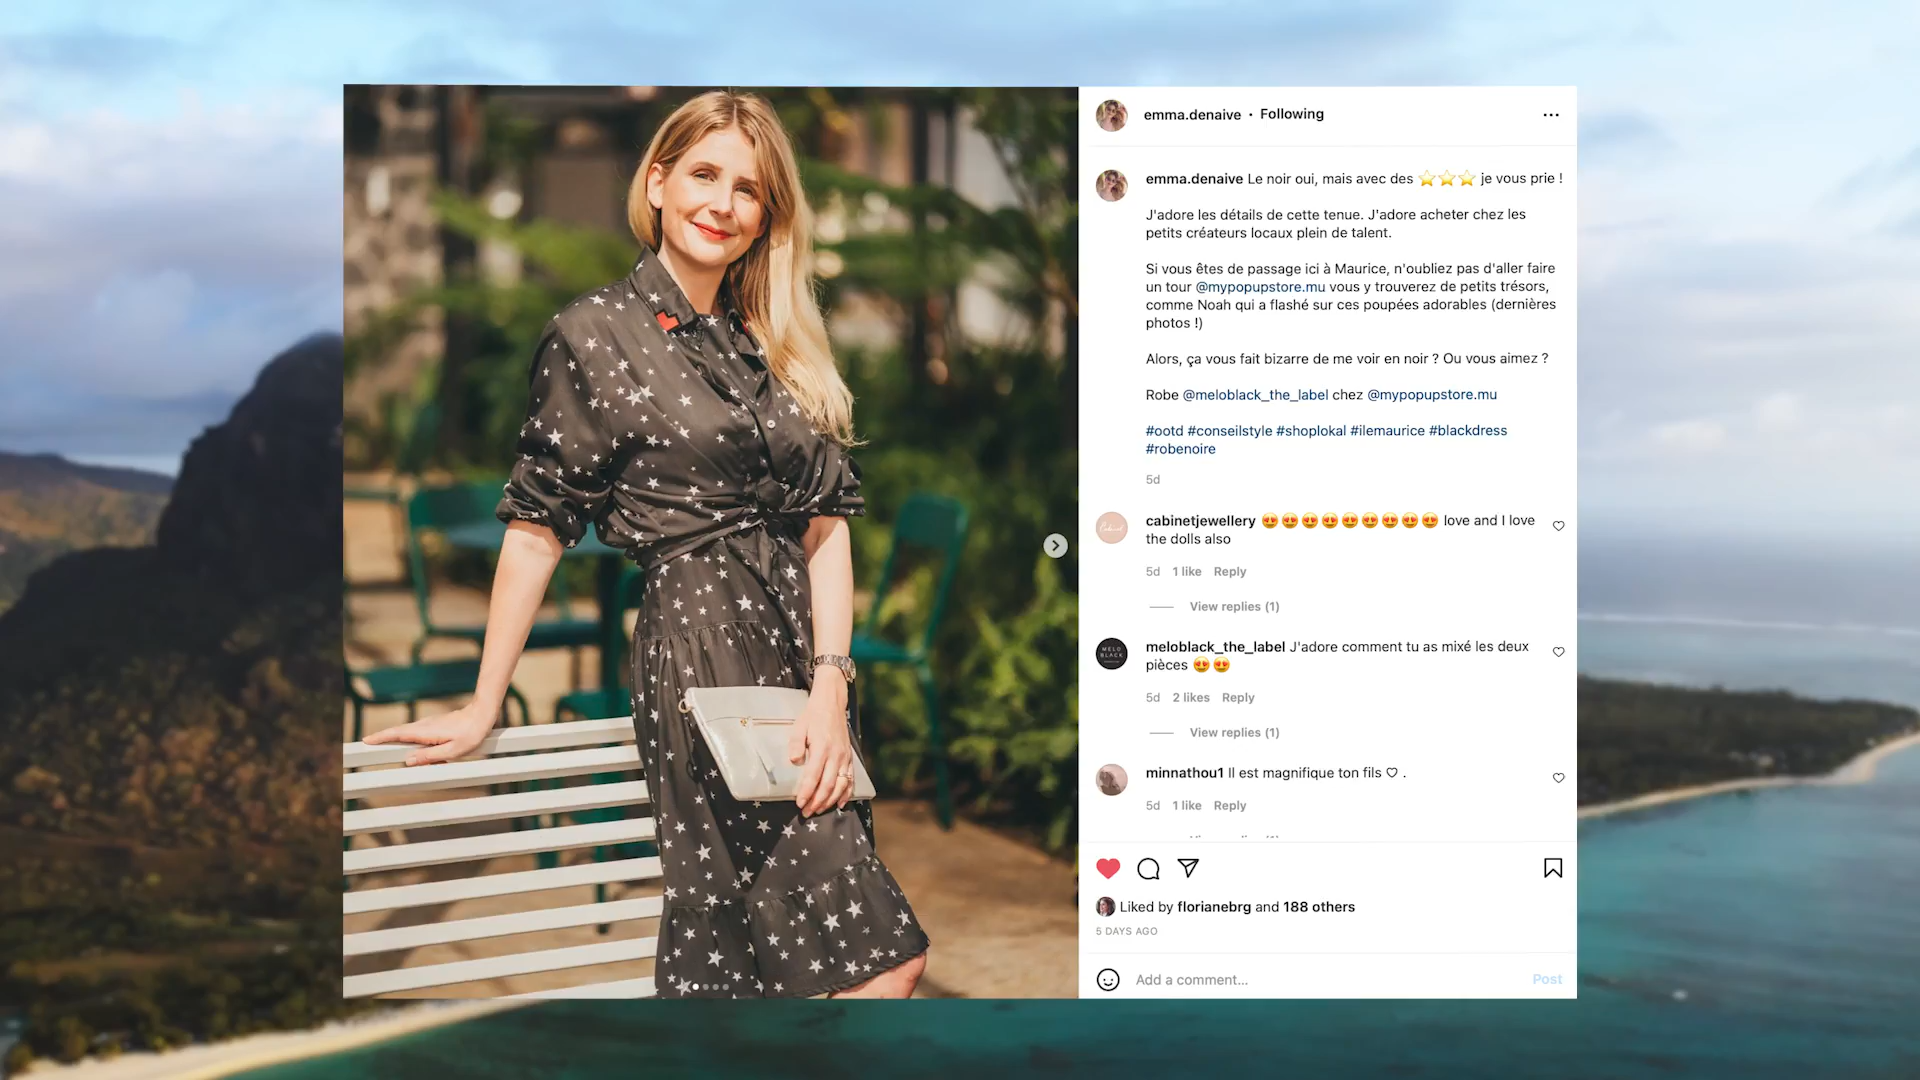 emma.denaive • Following
emma.denaive Le noir oui, mais avec des ⭐⭐⭐ je vous prie !
J'adore les détails de cette tenue. J'adore acheter chez les
petits créateurs locaux plein de talent.
Si vous êtes de passage ici à Maurice, n'oubliez pas d'aller faire
un tour @mypopupstore.mu vous y trouverez de petits trésors,
comme Noah qui a flashé sur ces poupées adorables (dernières
photos !)
Alors, ça vous fait bizarre de me voir en noir ? Ou vous aimez ?
Robe @meloblack_the_label chez @mypopupstore.mu
#ootd #conseilstyle #shoplokal #ilemaurice #blackdress
#robenoire
5d
cabinetjewellery 😍😍😍😍😍😍😍😍😍 love and I love
the dolls also
5d 1 like Reply
View replies (1)
MELO
BLACK
meloblack_the_label J'adore comment tu as mixé les deux
pièces 😍😍
5d 2 likes Reply
View replies (1)
minnathou1 Il est magnifique ton fils ♡ .
5d 1 like Reply
Liked by florianebrg and 188 others
5 DAYS AGO
Add a comment... Post